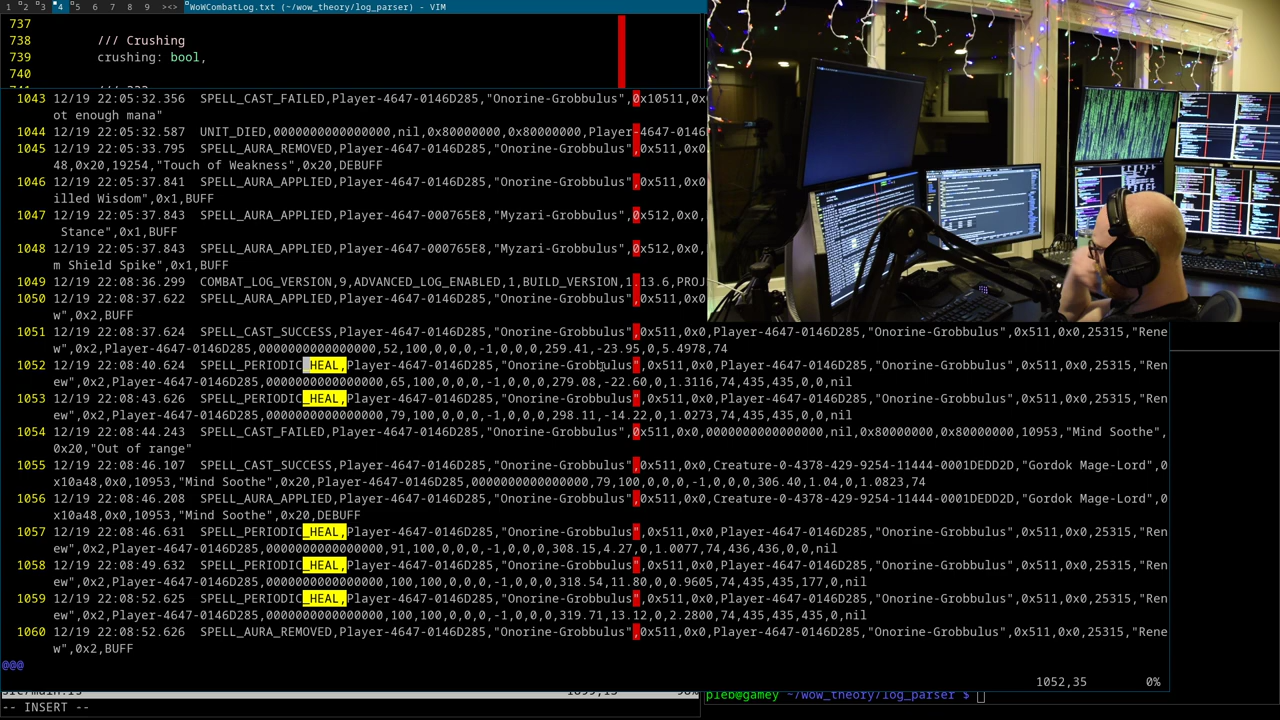 1 2 3 4 5 6 7 8 9 ><> WoWCombatLog.txt (~/wow_theory/log_parser) - VIM
737
738 /// Crushing
739 crushing: bool,
740
1043 12/19 22:05:32.356 SPELL_CAST_FAILED,Player-4647-0146D285,"Onorine-Grobbulus",0x10511,0x
ot enough mana"
1044 12/19 22:05:32.587 UNIT_DIED,0000000000000000,nil,0x80000000,0x80000000,Player-4647-0146
1045 12/19 22:05:33.795 SPELL_AURA_REMOVED,Player-4647-0146D285,"Onorine-Grobbulus",0x511,0x0
48,0x20,19254,"Touch of Weakness",0x20,DEBUFF
1046 12/19 22:05:37.841 SPELL_AURA_APPLIED,Player-4647-0146D285,"Onorine-Grobbulus",0x511,0x0
illed Wisdom",0x1,BUFF
1047 12/19 22:05:37.843 SPELL_AURA_APPLIED,Player-4647-000765E8,"Myzari-Grobbulus",0x512,0x0,
Stance",0x1,BUFF
1048 12/19 22:05:37.843 SPELL_AURA_APPLIED,Player-4647-000765E8,"Myzari-Grobbulus",0x512,0x0,
m Shield Spike",0x1,BUFF
1049 12/19 22:08:36.299 COMBAT_LOG_VERSION,9,ADVANCED_LOG_ENABLED,1,BUILD_VERSION,1.13.6,PROJ
1050 12/19 22:08:37.622 SPELL_AURA_APPLIED,Player-4647-0146D285,"Onorine-Grobbulus",0x511,0x0
w",0x2,BUFF
1051 12/19 22:08:37.624 SPELL_CAST_SUCCESS,Player-4647-0146D285,"Onorine-Grobbulus",0x511,0x0,Player-4647-0146D285,"Onorine-Grobbulus",0x511,0x0,25315,"Rene
w",0x2,Player-4647-0146D285,0000000000000000,52,100,0,0,0,-1,0,0,0,259.41,-23.95,0,5.4978,74
1052 12/19 22:08:40.624 SPELL_PERIODIC_HEAL,Player-4647-0146D285,"Onorine-Grobbulus",0x511,0x0,Player-4647-0146D285,"Onorine-Grobbulus",0x511,0x0,25315,"Ren
ew",0x2,Player-4647-0146D285,0000000000000000,65,100,0,0,0,-1,0,0,0,279.08,-22.60,0,1.3116,74,435,435,0,0,nil
1053 12/19 22:08:43.626 SPELL_PERIODIC_HEAL,Player-4647-0146D285,"Onorine-Grobbulus",0x511,0x0,Player-4647-0146D285,"Onorine-Grobbulus",0x511,0x0,25315,"Ren
ew",0x2,Player-4647-0146D285,0000000000000000,79,100,0,0,0,-1,0,0,0,298.11,-14.22,0,1.0273,74,435,435,0,0,nil
1054 12/19 22:08:44.243 SPELL_CAST_FAILED,Player-4647-0146D285,"Onorine-Grobbulus",0x511,0x0,0000000000000000,nil,0x80000000,0x80000000,10953,"Mind Soothe",
0x20,"Out of range"
1055 12/19 22:08:46.107 SPELL_CAST_SUCCESS,Player-4647-0146D285,"Onorine-Grobbulus",0x511,0x0,Creature-0-4378-429-9254-11444-0001DEDD2D,"Gordok Mage-Lord",0
x10a48,0x0,10953,"Mind Soothe",0x20,Player-4647-0146D285,0000000000000000,79,100,0,0,0,-1,0,0,0,306.40,1.04,0,1.0823,74
1056 12/19 22:08:46.208 SPELL_AURA_APPLIED,Player-4647-0146D285,"Onorine-Grobbulus",0x511,0x0,Creature-0-4378-429-9254-11444-0001DEDD2D,"Gordok Mage-Lord",0
x10a48,0x0,10953,"Mind Soothe",0x20,DEBUFF
1057 12/19 22:08:46.631 SPELL_PERIODIC_HEAL,Player-4647-0146D285,"Onorine-Grobbulus",0x511,0x0,Player-4647-0146D285,"Onorine-Grobbulus",0x511,0x0,25315,"Ren
ew",0x2,Player-4647-0146D285,0000000000000000,91,100,0,0,0,-1,0,0,0,308.15,4.27,0,1.0077,74,436,436,0,0,nil
1058 12/19 22:08:49.632 SPELL_PERIODIC_HEAL,Player-4647-0146D285,"Onorine-Grobbulus",0x511,0x0,Player-4647-0146D285,"Onorine-Grobbulus",0x511,0x0,25315,"Ren
ew",0x2,Player-4647-0146D285,0000000000000000,100,100,0,0,0,-1,0,0,0,318.54,11.80,0,0.9605,74,435,435,177,0,nil
1059 12/19 22:08:52.625 SPELL_PERIODIC_HEAL,Player-4647-0146D285,"Onorine-Grobbulus",0x511,0x0,Player-4647-0146D285,"Onorine-Grobbulus",0x511,0x0,25315,"Ren
ew",0x2,Player-4647-0146D285,0000000000000000,100,100,0,0,0,-1,0,0,0,319.71,13.12,0,2.2800,74,435,435,435,0,nil
1060 12/19 22:08:52.626 SPELL_AURA_REMOVED,Player-4647-0146D285,"Onorine-Grobbulus",0x511,0x0,Player-4647-0146D285,"Onorine-Grobbulus",0x511,0x0,25315,"Rene
w",0x2,BUFF
@@@
1052,35 0%
pleb@gamey ~/wow_theory/log_parser $
-- INSERT --